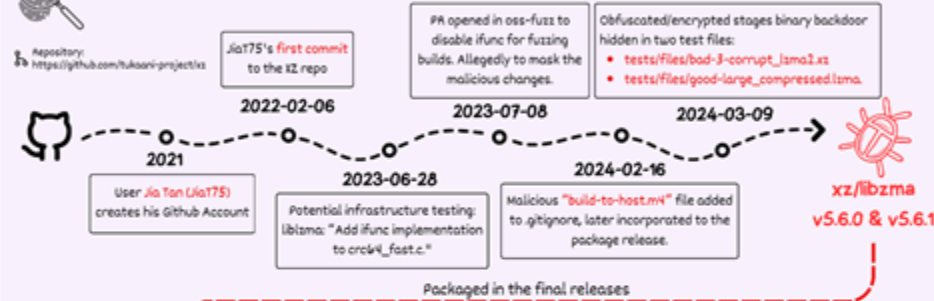 Repository:
https://github.com/tukaani-project/xz
JiaT75's first commit
to the XZ repo
2022-02-06
PR opened in oss-fuzz to
disable ifunc for fuzzing
builds. Allegedly to mask the
malicious changes.
2023-07-08
Obfuscated/encrypted stages binary backdoor
hidden in two test files:
• tests/files/bad-3-corrupt_lzma2.xz
• tests/files/good-large_compressed.lzma.
2024-03-09
2021
User Jia Tan (JiaT75)
creates his Github Account
2023-06-28
Potential infrastructure testing:
liblzma: "Add ifunc implementation
to crc64_fast.c."
2024-02-16
Malicious "build-to-host.m4" file added
to .gitignore, later incorporated to the
package release.
xz/libzma
v5.6.0 & v5.6.1
Packaged in the final releases